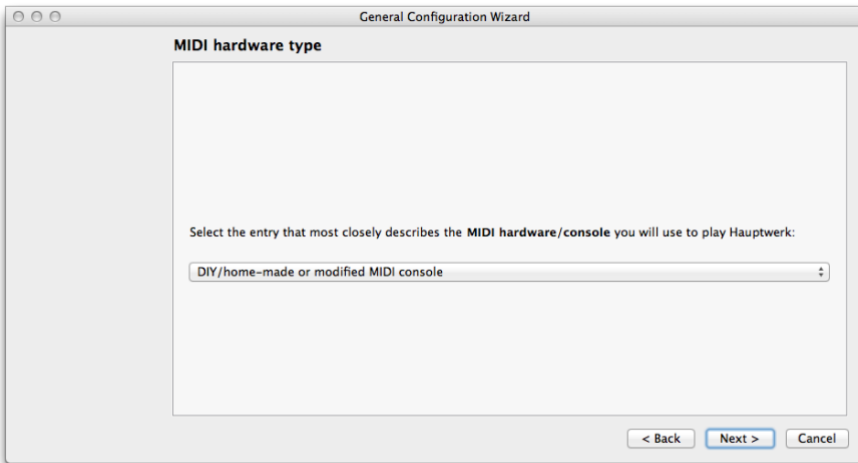 General Configuration Wizard
MIDI hardware type
Select the entry that most closely describes the MIDI hardware/console you will use to play Hauptwerk:
DIY/home-made or modified MIDI console
< Back Next > Cancel